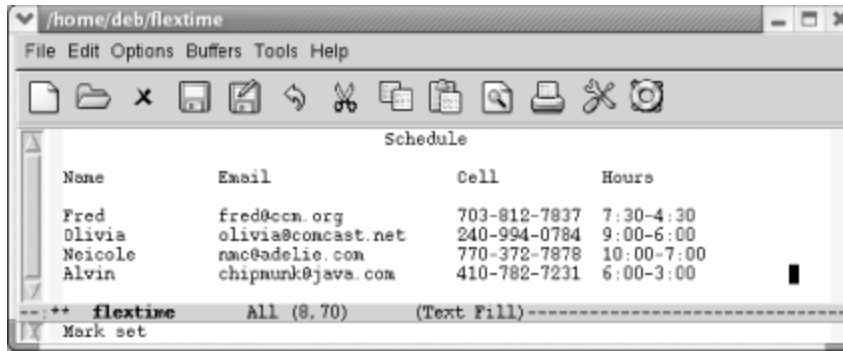 /home/deb/flextime
File Edit Options Buffers Tools Help
Schedule
Name Email Cell Hours
Fred fred@ccm.org 703-812-7837 7:30-4:30
Olivia olivia@comcast.net 240-994-0784 9:00-6:00
Neicole nmc@adelie.com 770-372-7878 10:00-7:00
Alvin chipmunk@java.com 410-782-7231 6:00-3:00
--:** flextime All (8,70) (Text Fill)------------------------------
Mark set